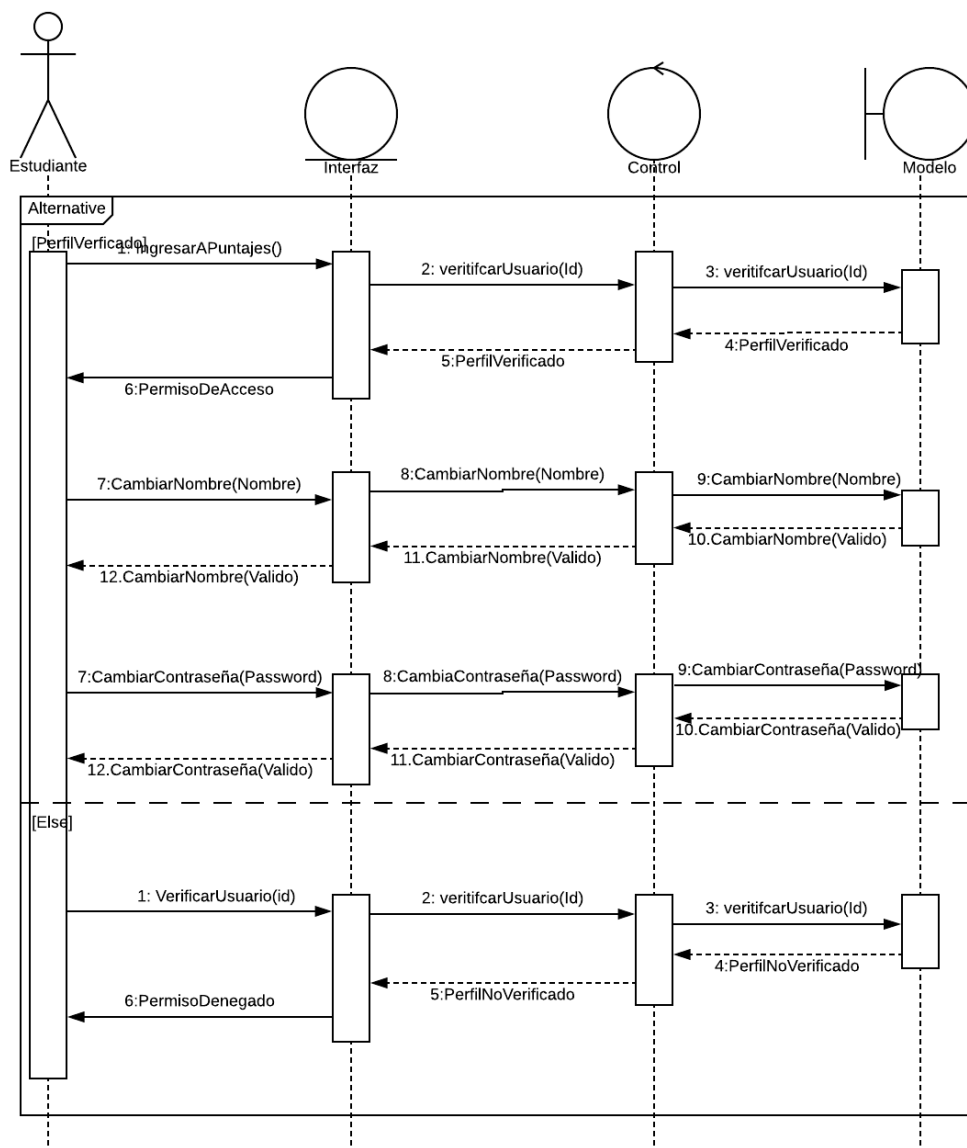 Estudiante
Interfaz
Control
Modelo
Alternative
[PerfilVerficado]
1: IngresarAPuntajes()
2: veritifcarUsuario(Id)
3: veritifcarUsuario(Id)
4:PerfilVerificado
5:PerfilVerificado
6:PermisoDeAcceso
7:CambiarNombre(Nombre)
8:CambiarNombre(Nombre)
9:CambiarNombre(Nombre)
10.CambiarNombre(Valido)
11.CambiarNombre(Valido)
12.CambiarNombre(Valido)
7:CambiarContraseña(Password)
8:CambiaContraseña(Password)
9:CambiarContraseña(Password)
10.CambiarContraseña(Valido)
11.CambiarContraseña(Valido)
12.CambiarContraseña(Valido)
[Else]
1: VerificarUsuario(id)
2: veritifcarUsuario(Id)
3: veritifcarUsuario(Id)
4:PerfilNoVerificado
5:PerfilNoVerificado
6:PermisoDenegado